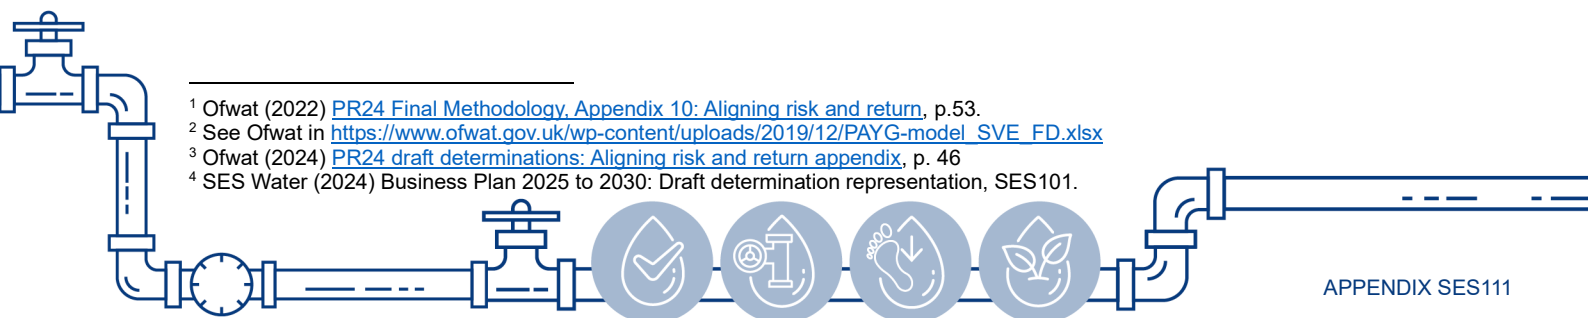 1 Ofwat (2022) PR24 Final Methodology, Appendix 10: Aligning risk and return, p.53.
2 See Ofwat in https://www.ofwat.gov.uk/wp-content/uploads/2019/12/PAYG-model_SVE_FD.xlsx
3 Ofwat (2024) PR24 draft determinations: Aligning risk and return appendix, p. 46
4 SES Water (2024) Business Plan 2025 to 2030: Draft determination representation, SES101.
APPENDIX SES111